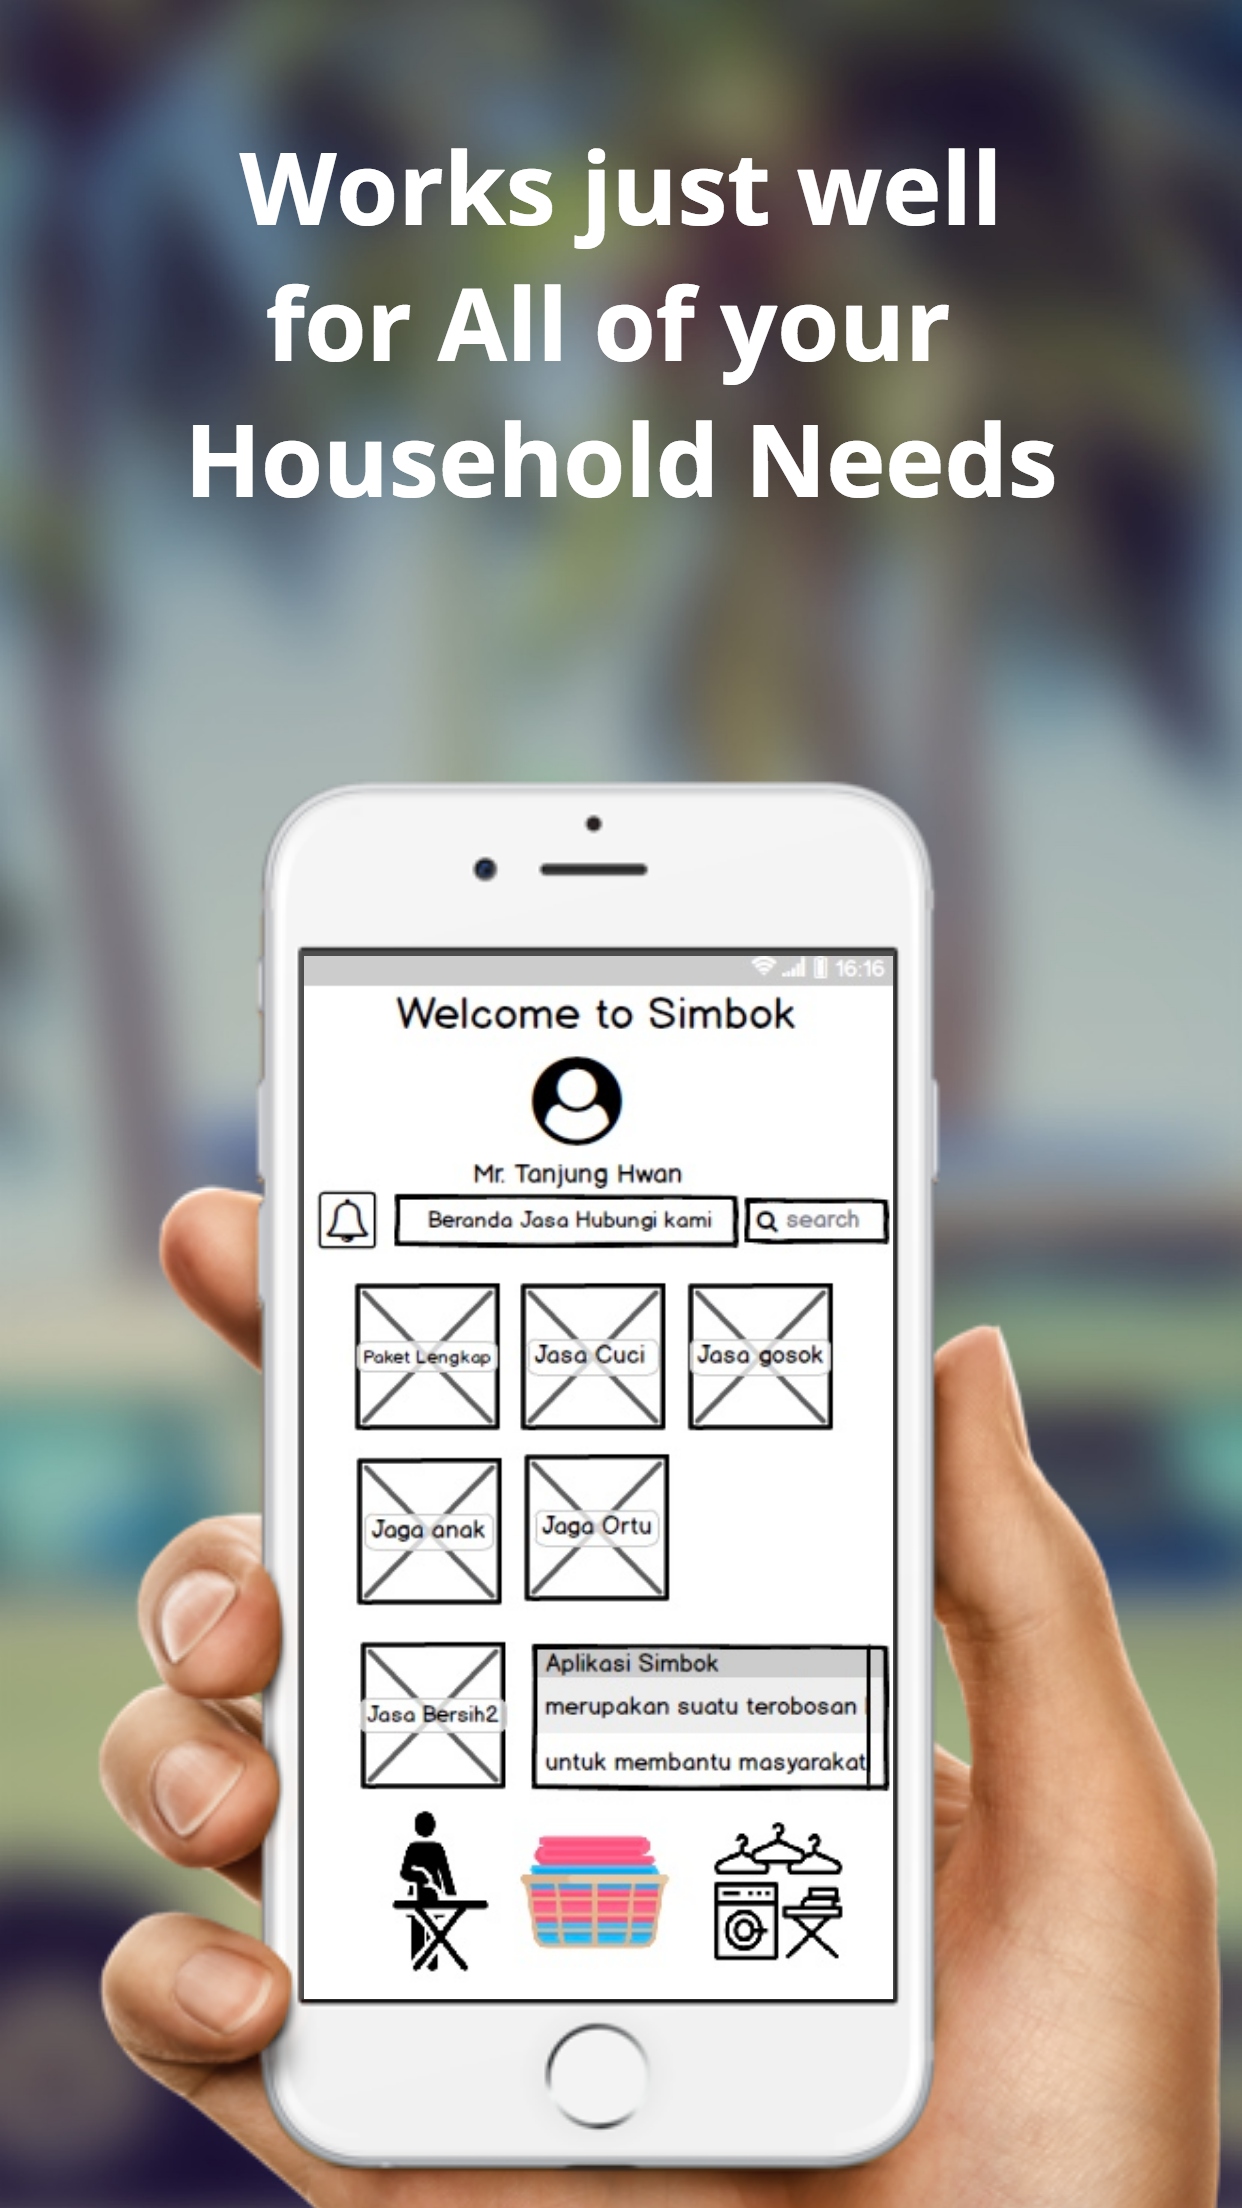 Works just well
for All of your
Household Needs
16:16
Welcome to Simbok
Mr. Tanjung Hwan
Beranda Jasa Hubungi kami
search
Paket Lengkap
Jasa Cuci
Jasa gosok
Jaga anak
Jaga Ortu
Jasa Bersih2
Aplikasi Simbok
merupakan suatu terobosan
untuk membantu masyarakat